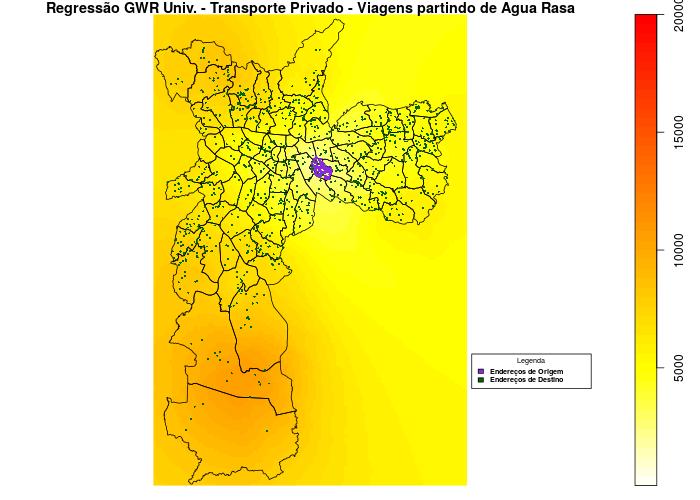 Regressão GWR Univ. - Transporte Privado - Viagens partindo de Agua Rasa
20000
15000
10000
5000
Legenda
Endereços de Origem
Endereços de Destino